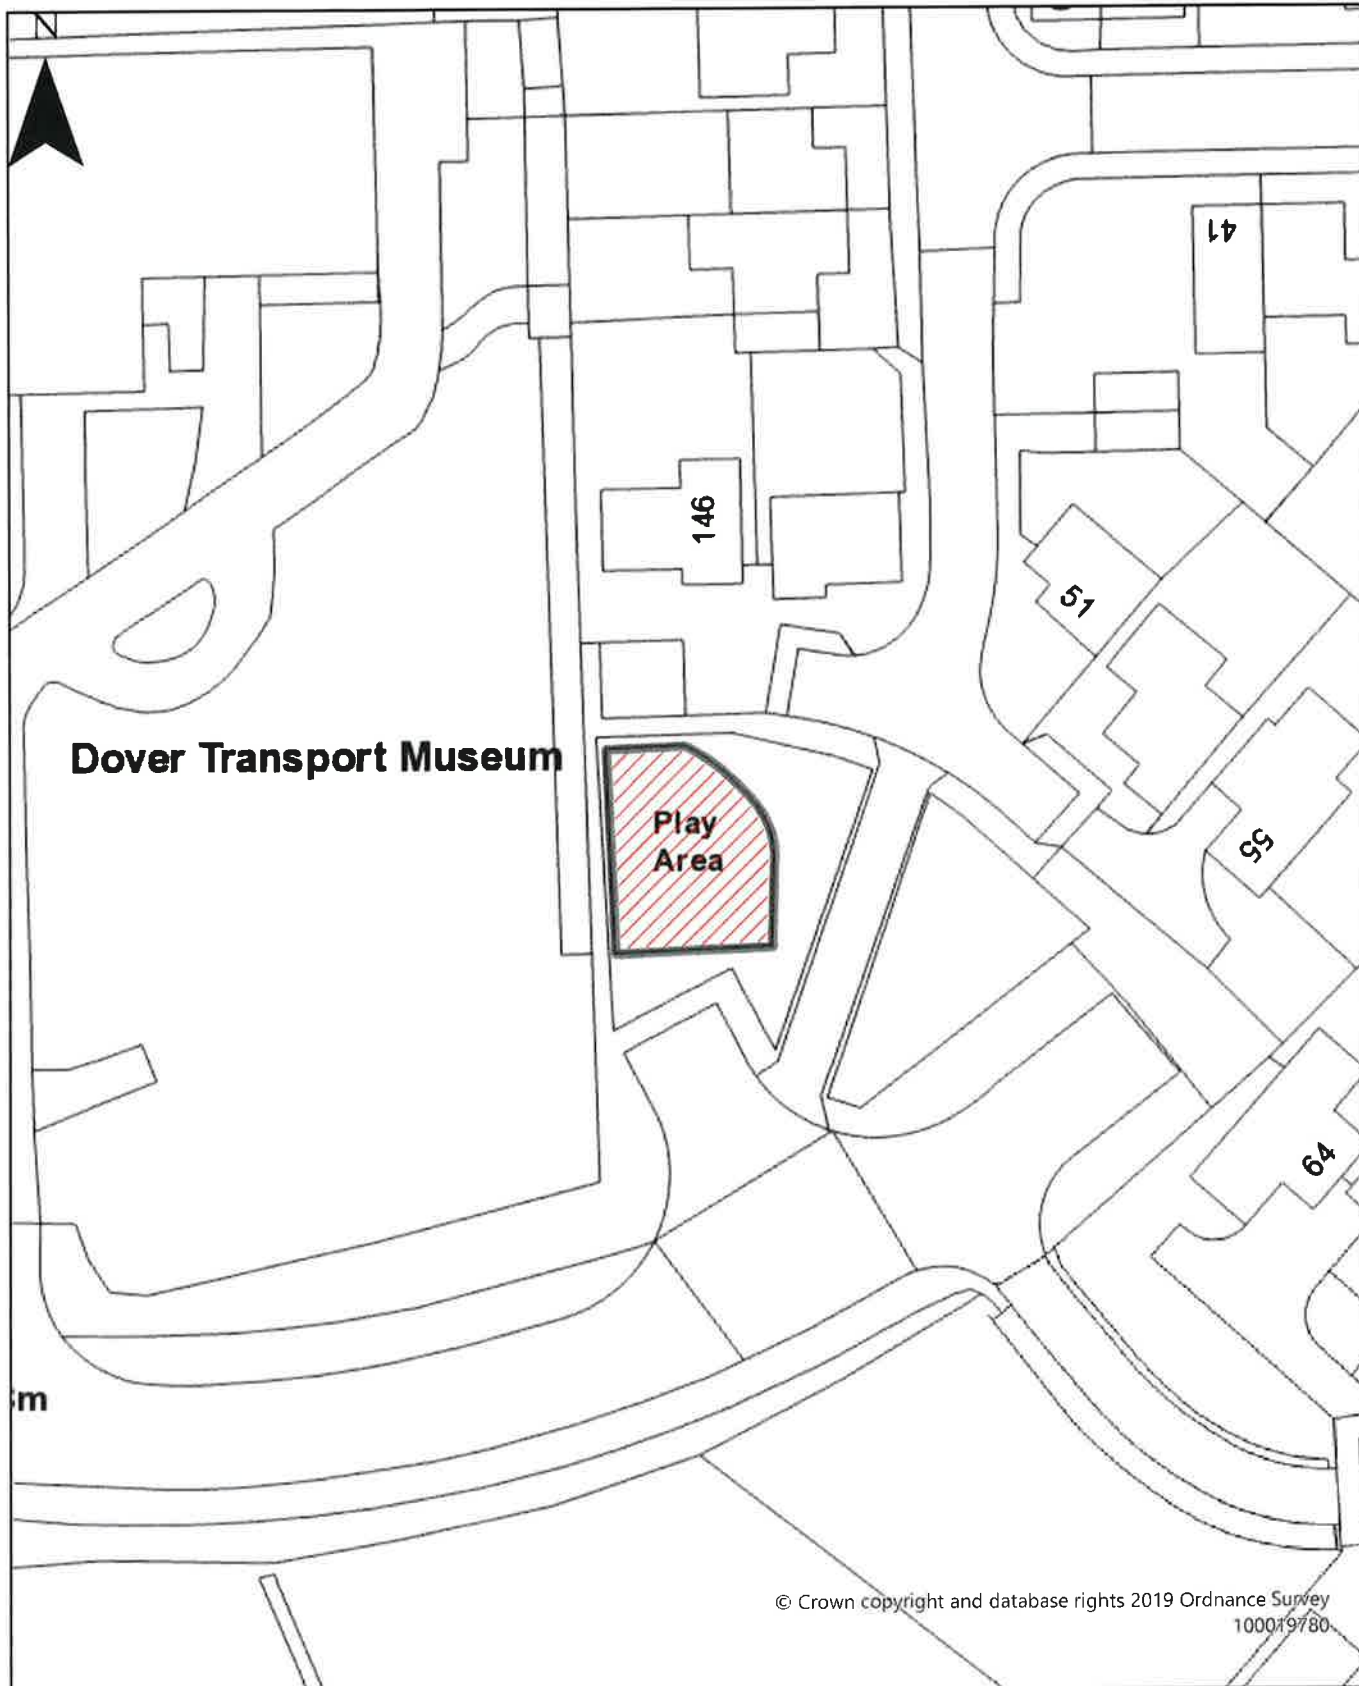 N
41
146
51
Dover Transport Museum
Play
Area
55
64
m
© Crown copyright and database rights 2019 Ordnance Survey
100019780